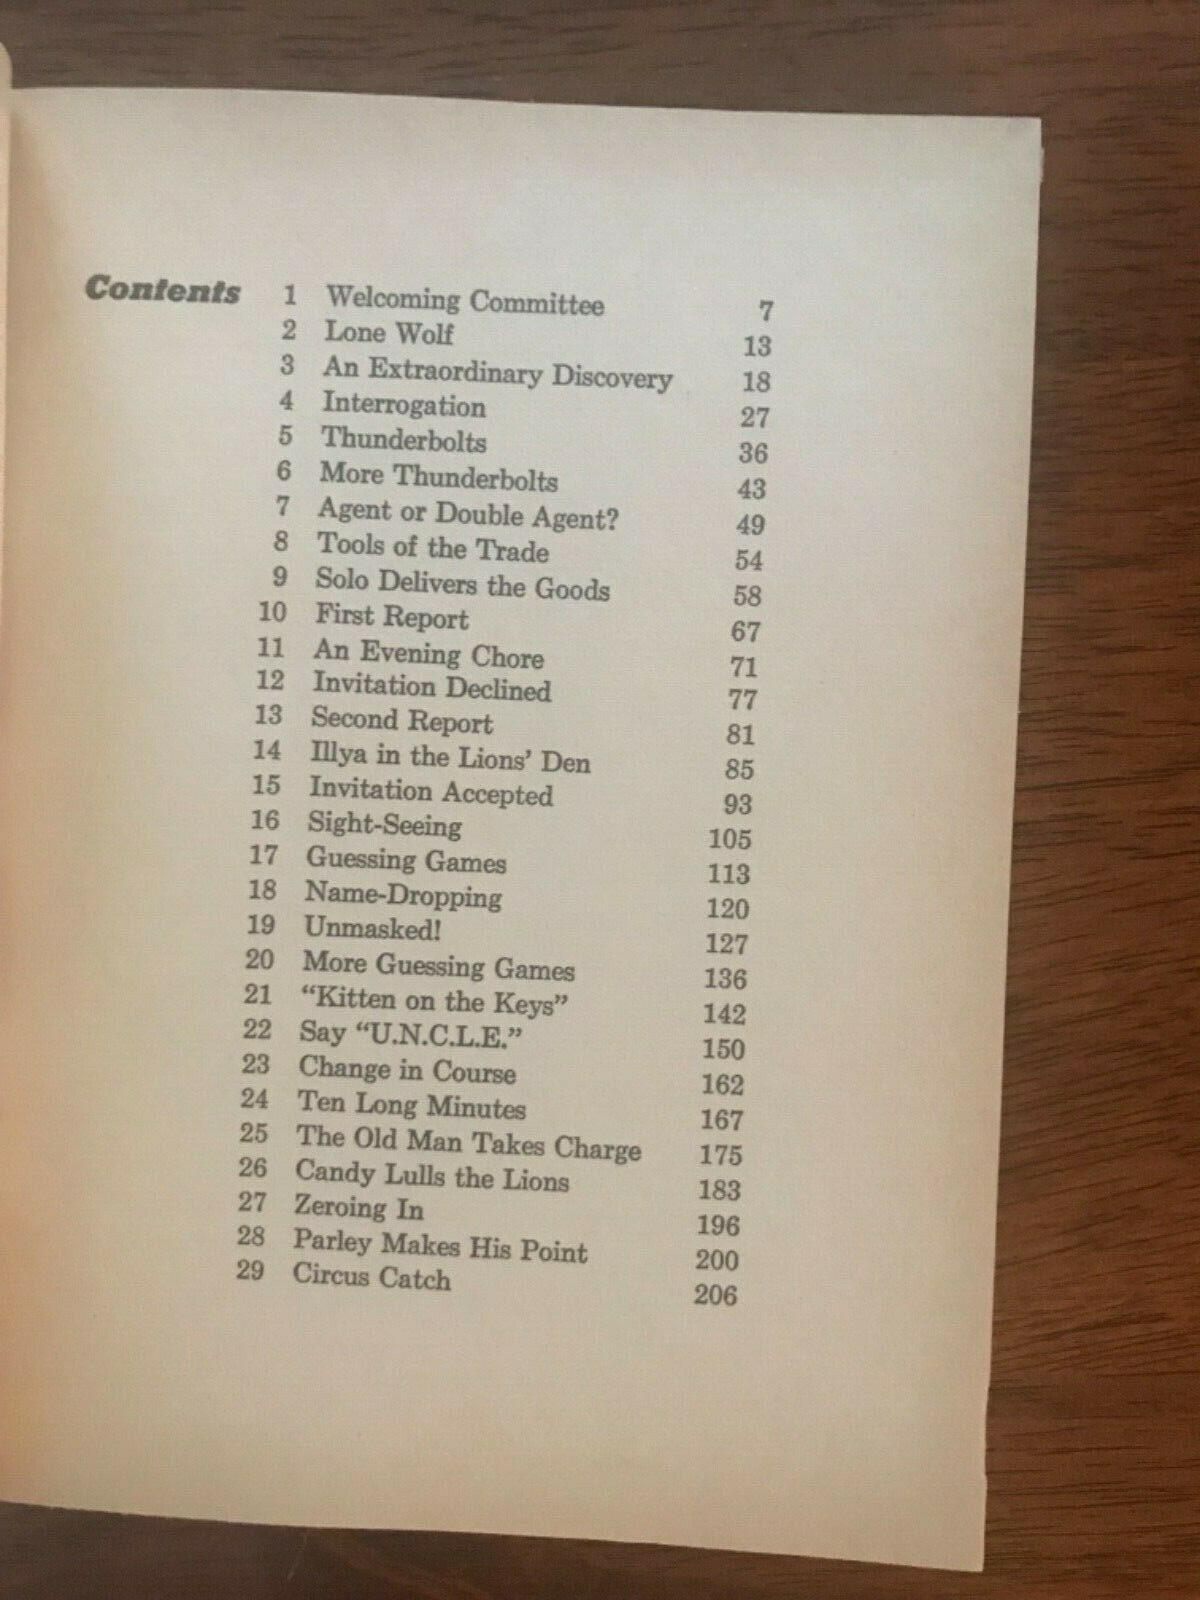 Contents 1 Welcoming Committee 7
2 Lone Wolf 13
3 An Extraordinary Discovery 18
4 Interrogation 27
5 Thunderbolts 36
6 More Thunderbolts 43
7 Agent or Double Agent? 49
8 Tools of the Trade 54
9 Solo Delivers the Goods 58
10 First Report 67
11 An Evening Chore 71
12 Invitation Declined 77
13 Second Report 81
14 Illya in the Lions’ Den 85
15 Invitation Accepted 93
16 Sight-Seeing 105
17 Guessing Games 113
18 Name-Dropping 120
19 Unmasked! 127
20 More Guessing Games 136
21 “Kitten on the Keys” 142
22 Say “U.N.C.L.E.” 150
23 Change in Course 162
24 Ten Long Minutes 167
25 The Old Man Takes Charge 175
26 Candy Lulls the Lions 183
27 Zeroing In 196
28 Parley Makes His Point 200
29 Circus Catch 206